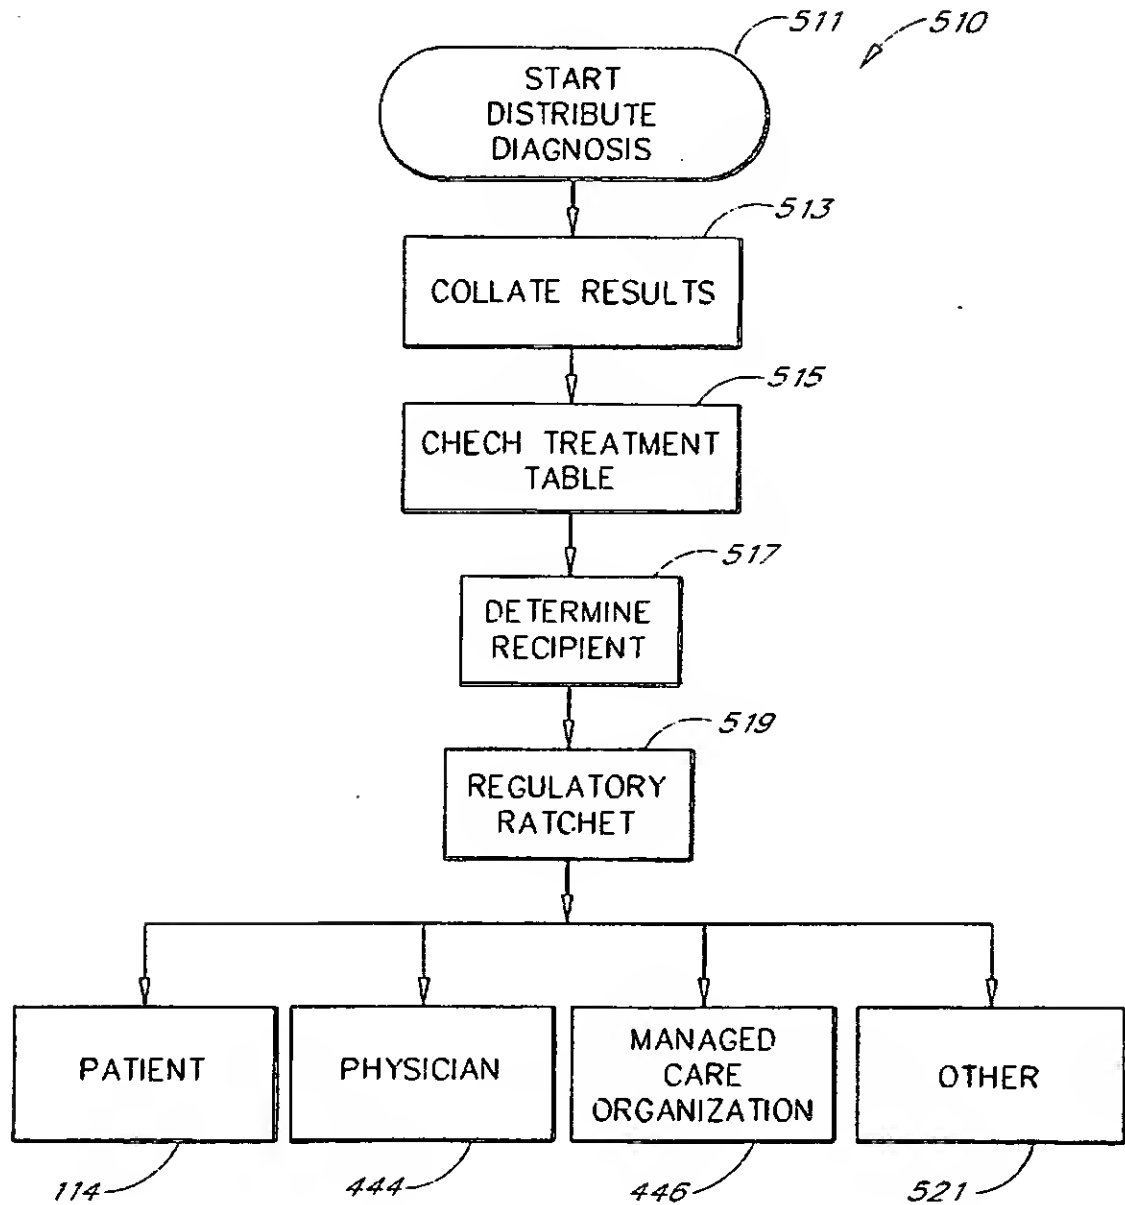 511
510
START
DISTRIBUTE
DIAGNOSIS
513
COLLATE RESULTS
515
CHECH TREATMENT
TABLE
517
DETERMINE
RECIPIENT
519
REGULATORY
RATCHET
PATIENT
PHYSICIAN
MANAGED
CARE
ORGANIZATION
OTHER
114
444
446
521